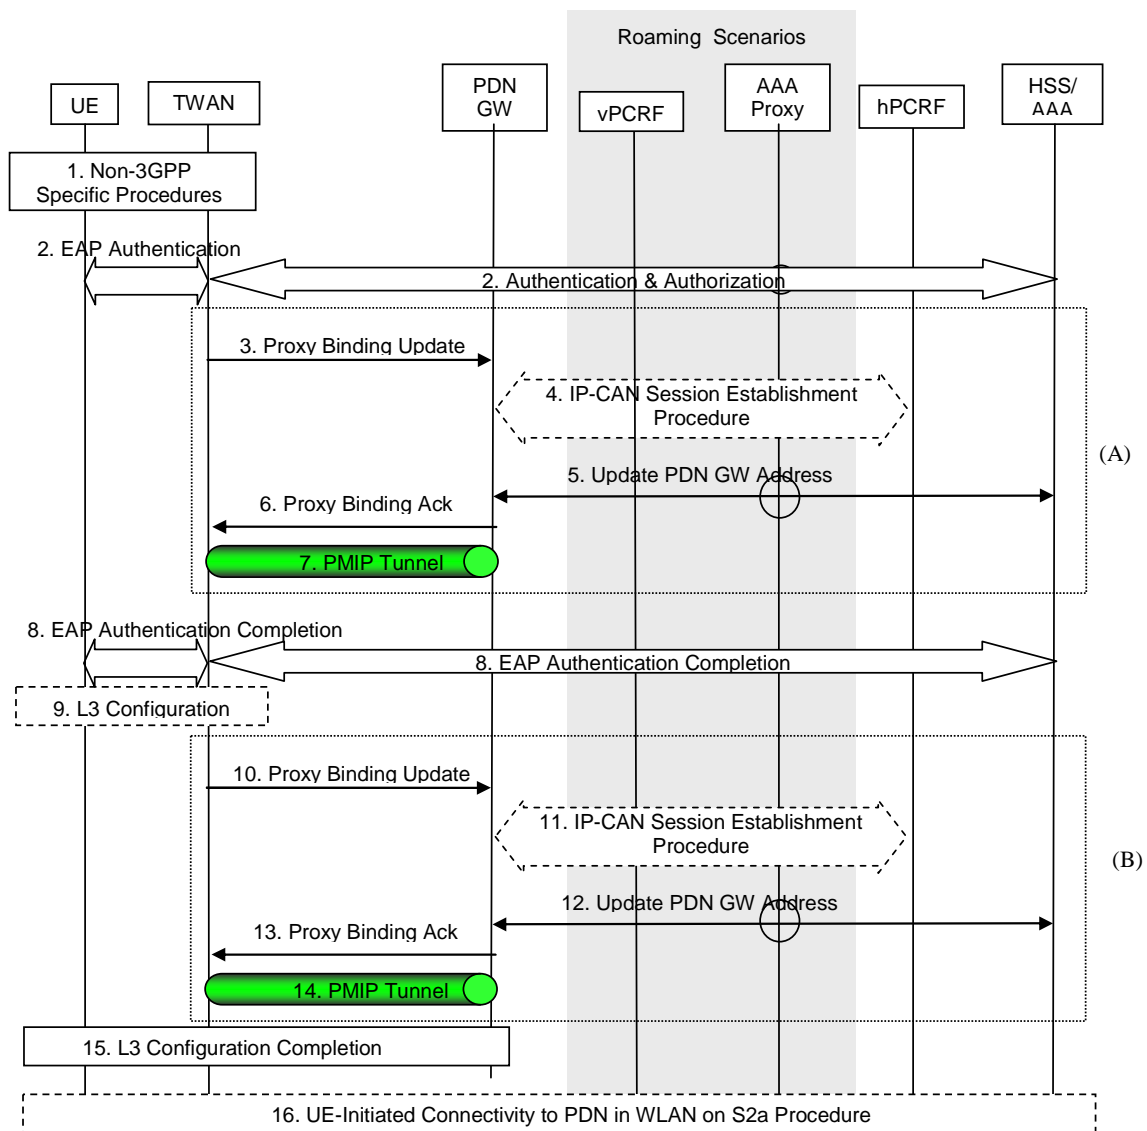 Roaming Scenarios
UE
TWAN
PDN
GW
vPCRF
AAA
Proxy
hPCRF
HSS/
AAA
1. Non-3GPP
Specific Procedures
2. EAP Authentication
2. Authentication & Authorization
3. Proxy Binding Update
4. IP-CAN Session Establishment
Procedure
(A)
5. Update PDN GW Address
6. Proxy Binding Ack
7. PMIP Tunnel
8. EAP Authentication Completion
8. EAP Authentication Completion
9. L3 Configuration
10. Proxy Binding Update
11. IP-CAN Session Establishment
Procedure
(B)
12. Update PDN GW Address
13. Proxy Binding Ack
14. PMIP Tunnel
15. L3 Configuration Completion
16. UE-Initiated Connectivity to PDN in WLAN on S2a Procedure